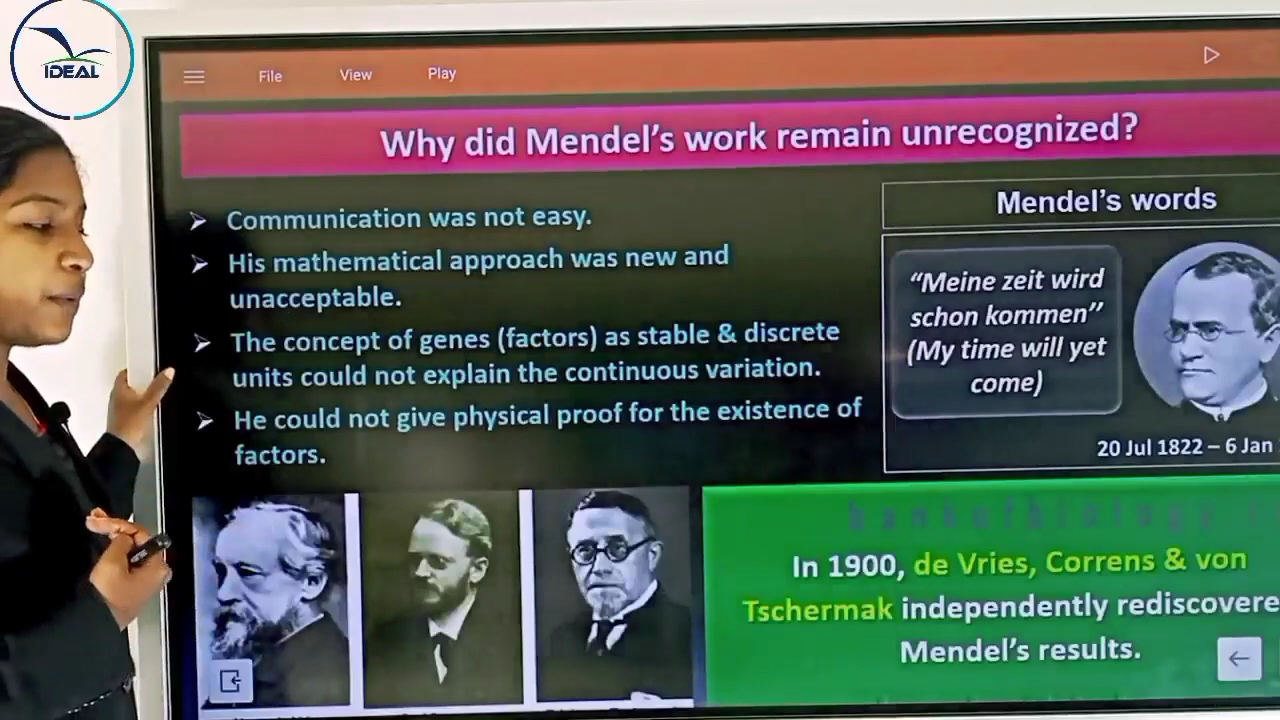 IDEAL
File View Play
Why did Mendel's work remain unrecognized?
➢ Communication was not easy.
➢ His mathematical approach was new and
unacceptable.
➢ The concept of genes (factors) as stable & discrete
units could not explain the continuous variation.
➢ He could not give physical proof for the existence of
factors.
Mendel's words
“Meine zeit wird
schon kommen”
(My time will yet
come)
20 Jul 1822 – 6 Jan
bankofbiology
In 1900, de Vries, Correns & von
Tschermak independently rediscovere
Mendel's results.